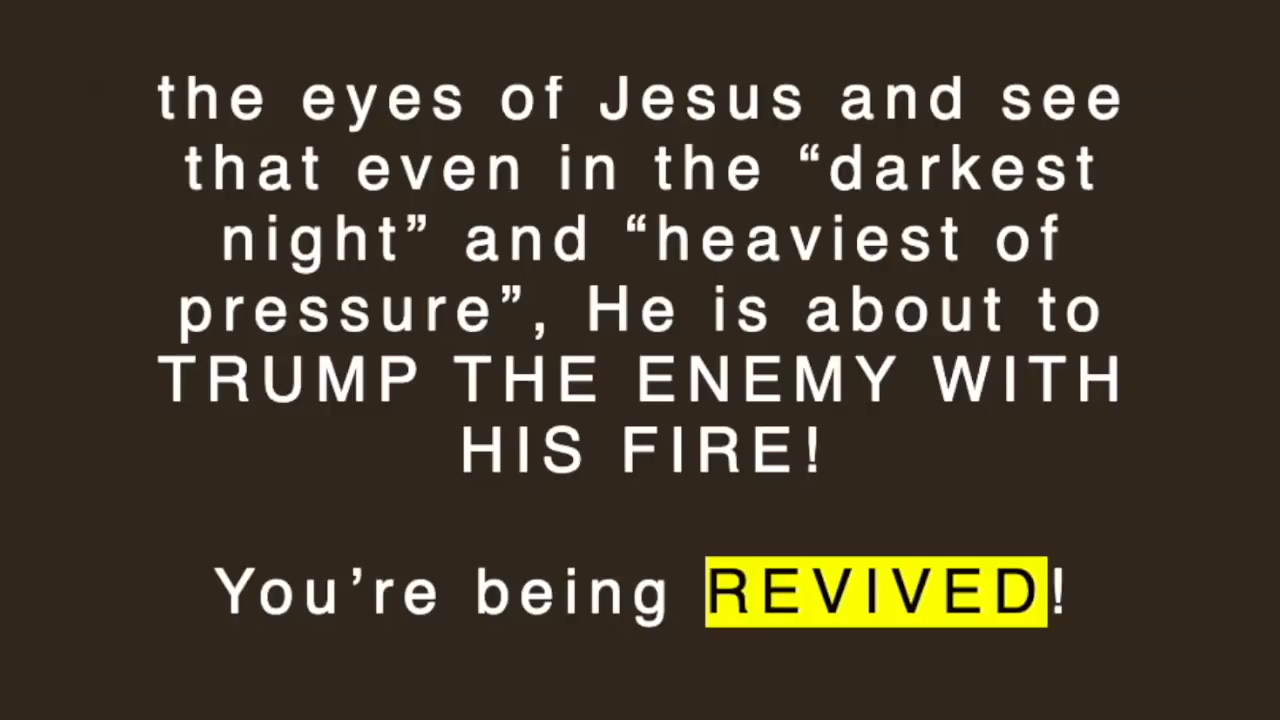 the eyes of Jesus and see
that even in the “darkest
night” and “heaviest of
pressure”, He is about to
TRUMP THE ENEMY WITH
HIS FIRE!
You’re being REVIVED!